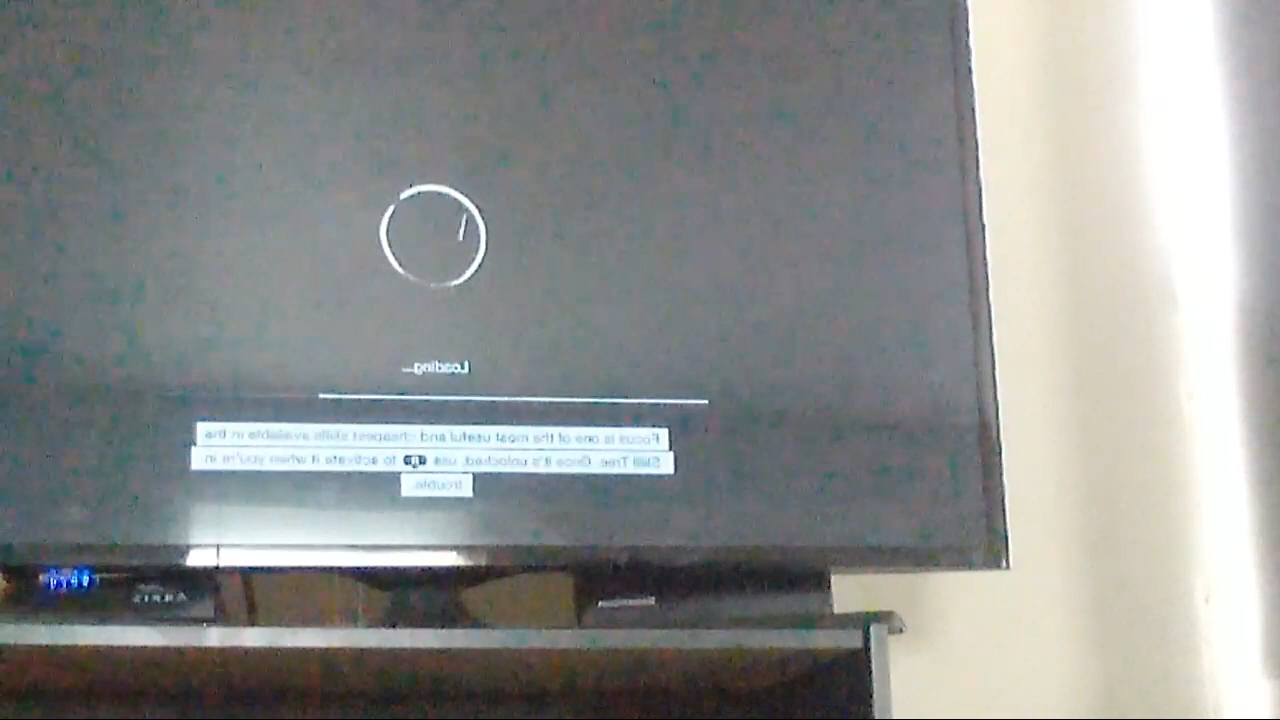 Loading...
Focus is one of the most useful and cheapest skills available in the
Skill Tree. Once it's unlocked, use to activate it when you're in
trouble.